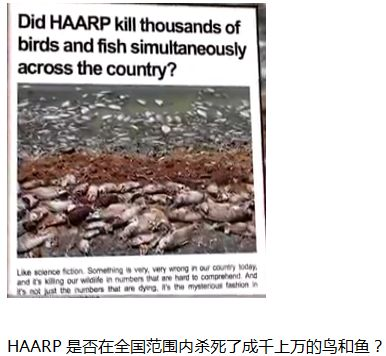 Did HAARP kill thousands of
birds and fish simultaneously
across the country?
Like science fiction. Something is very, very wrong in our country today,
and it's killing our wildlife in numbers that are hard to comprehend. And
it's not just the numbers that are dying, it's the mysterious fashion in
HAARP 是否在全国范围内杀死了成千上万的鸟和鱼？